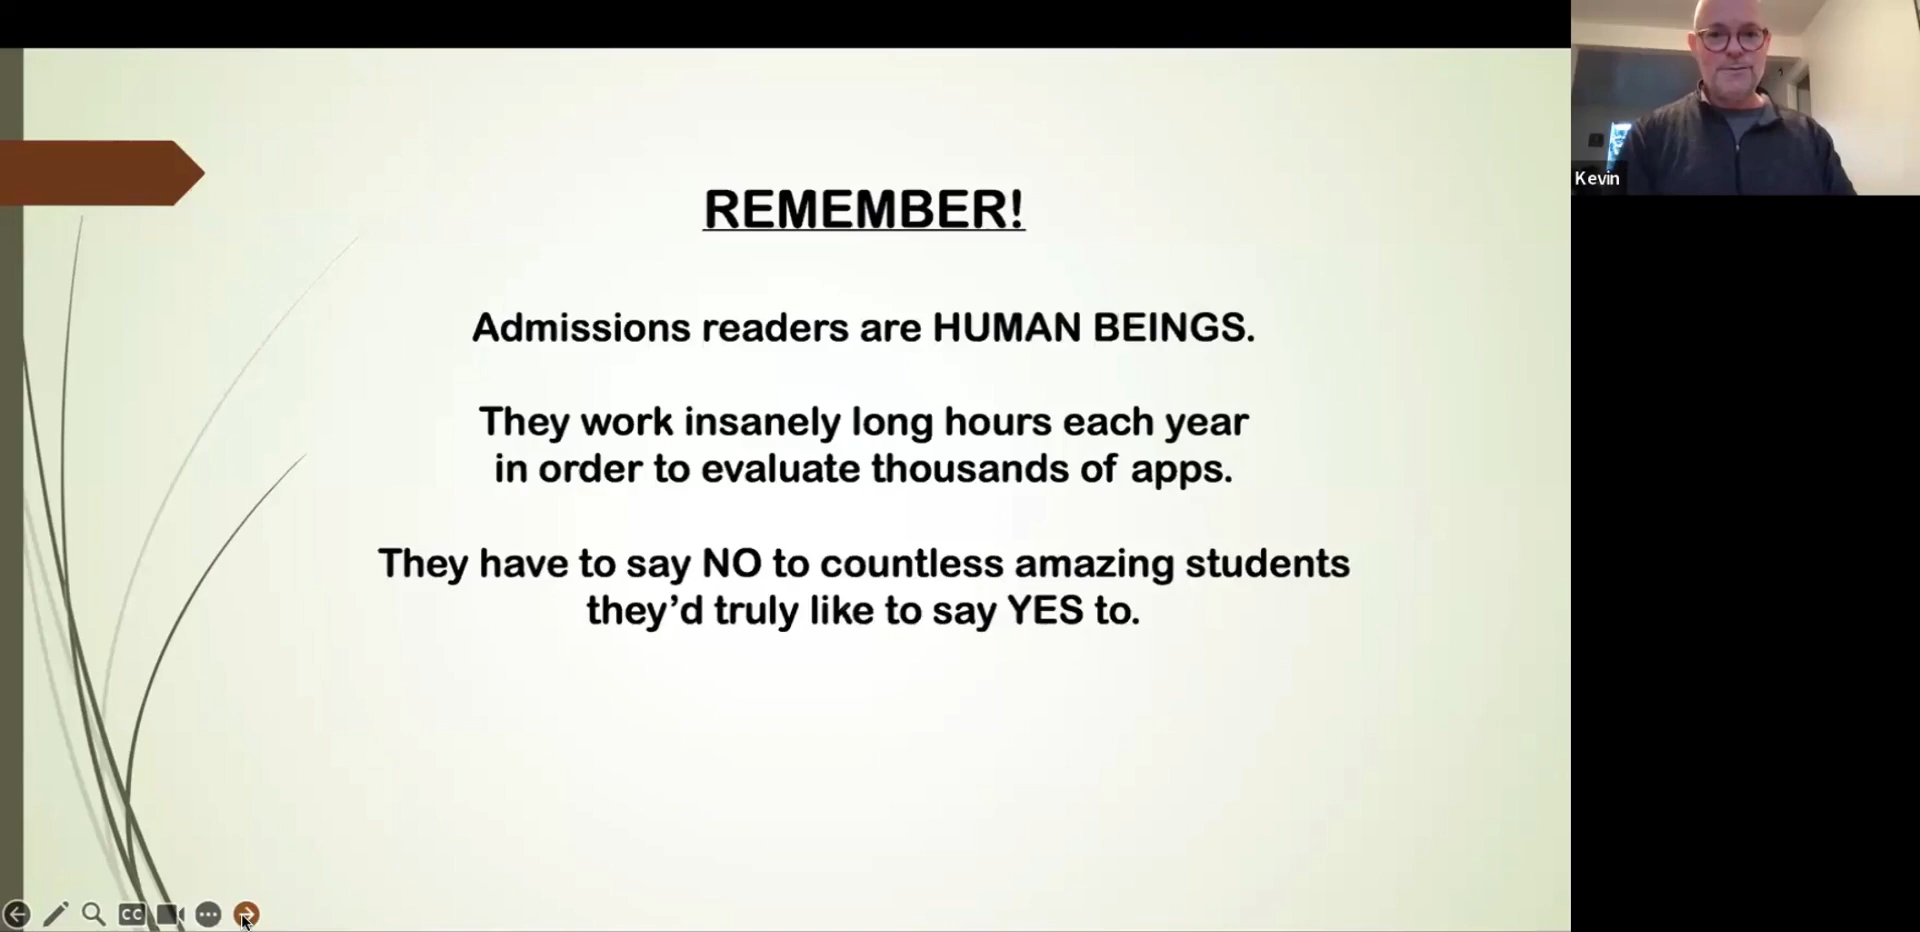 REMEMBER!
Admissions readers are HUMAN BEINGS.
They work insanely long hours each year
in order to evaluate thousands of apps.
They have to say NO to countless amazing students
they’d truly like to say YES to.
Kevin
CC